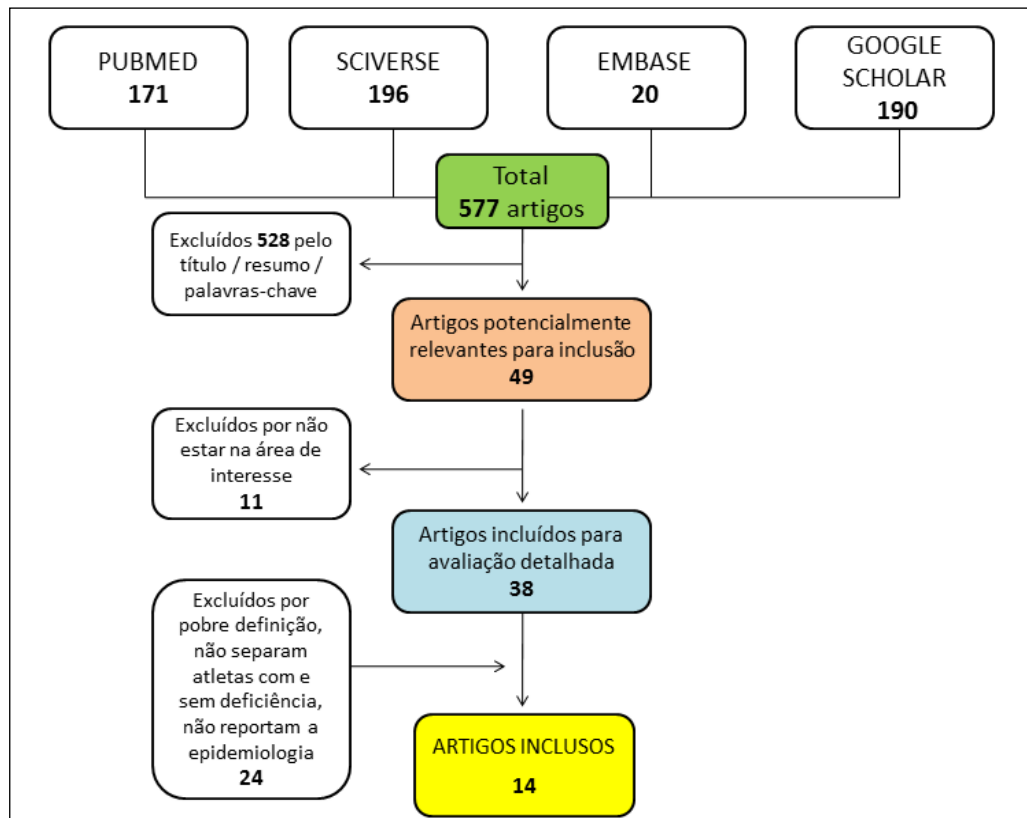 PUBMED
171
SCIVERSE
196
EMBASE
20
GOOGLE
SCHOLAR
190
Total
577 artigos
Excluídos 528 pelo
título / resumo /
palavras-chave
Artigos potencialmente
relevantes para inclusão
49
Excluídos por não
estar na área de
interesse
11
Artigos incluídos para
avaliação detalhada
38
Excluídos por
pobre definição,
não separam
atletas com e
sem deficiência,
não reportam a
epidemiologia
24
ARTIGOS INCLUSOS
14